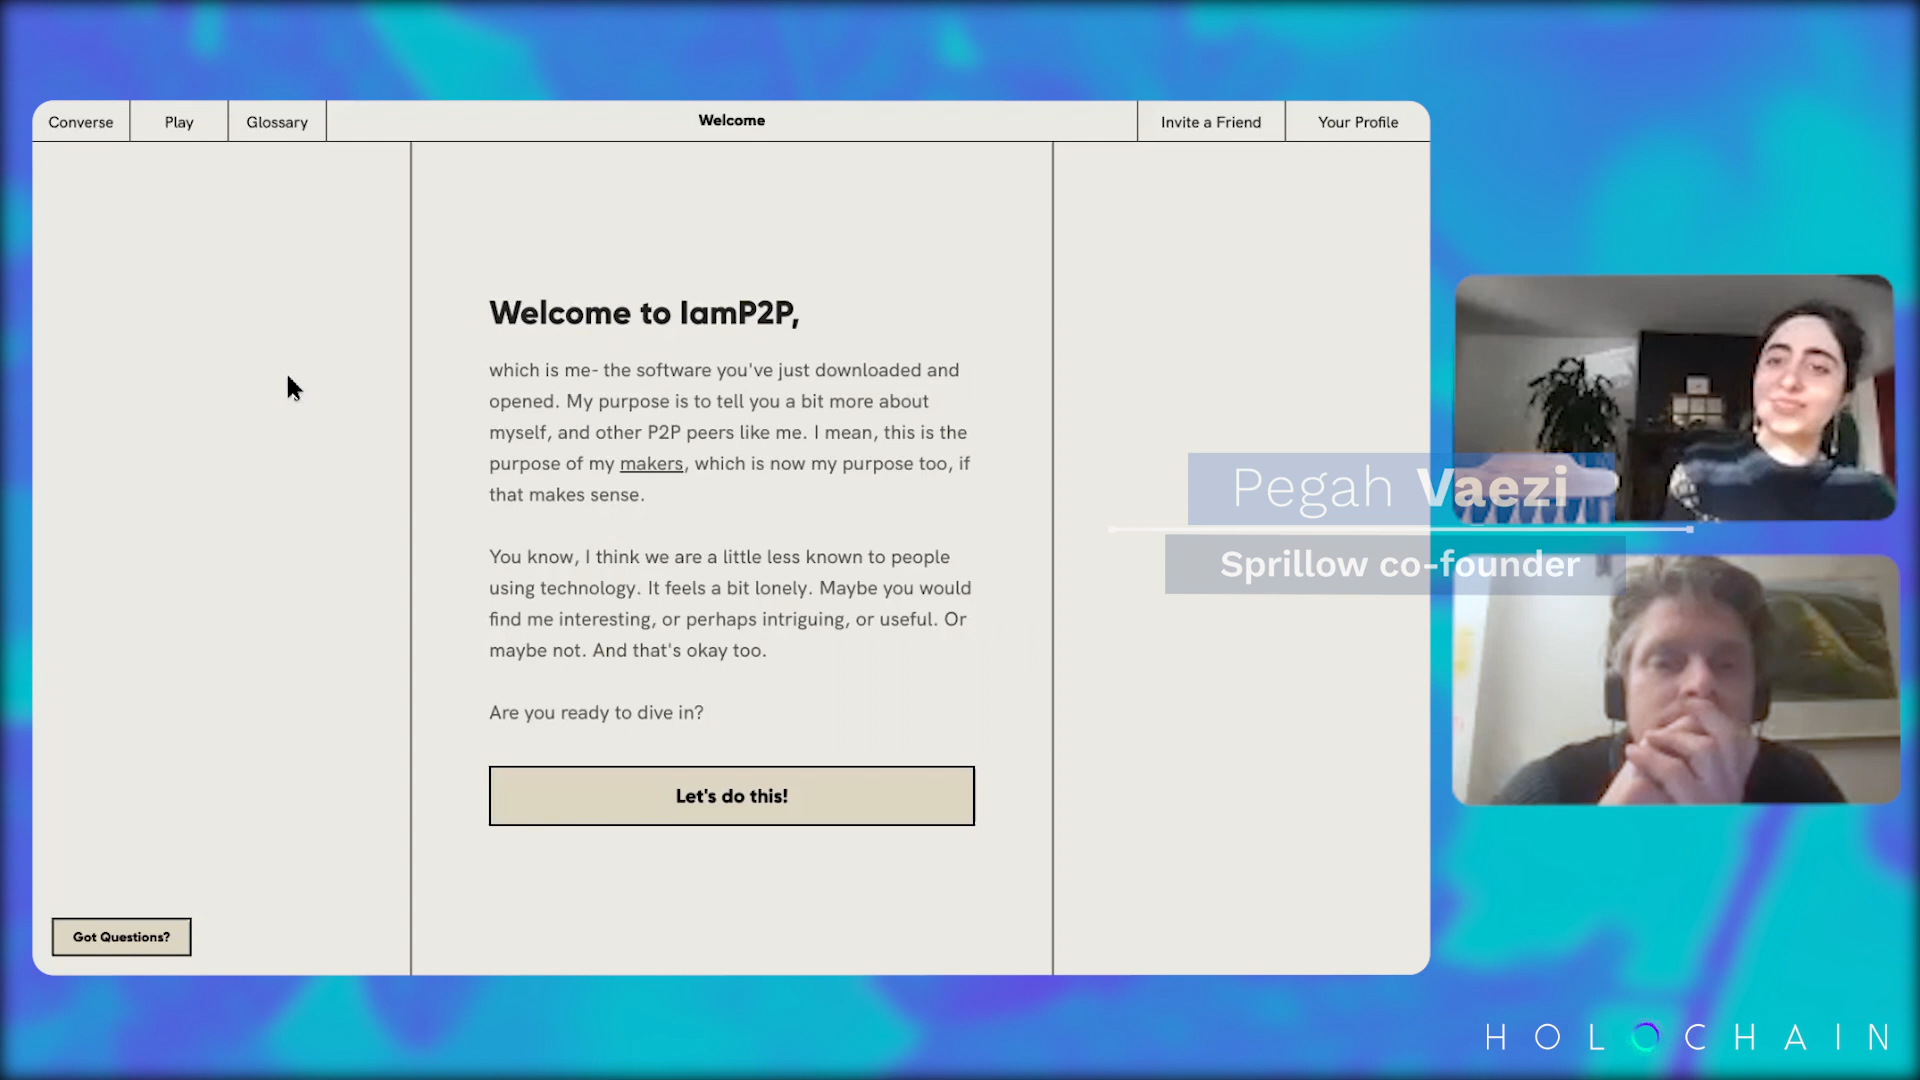 Converse
Play
Glossary
Welcome
Invite a Friend
Your Profile
Welcome to IamP2P,
which is me- the software you've just downloaded and
opened. My purpose is to tell you a bit more about
myself, and other P2P peers like me. I mean, this is the
purpose of my makers, which is now my purpose too, if
that makes sense.
You know, I think we are a little less known to people
using technology. It feels a bit lonely. Maybe you would
find me interesting, or perhaps intriguing, or useful. Or
maybe not. And that's okay too.
Are you ready to dive in?
Let's do this!
Got Questions?
Pegah Vaezi
Sprillow co-founder
HOLOCHAIN